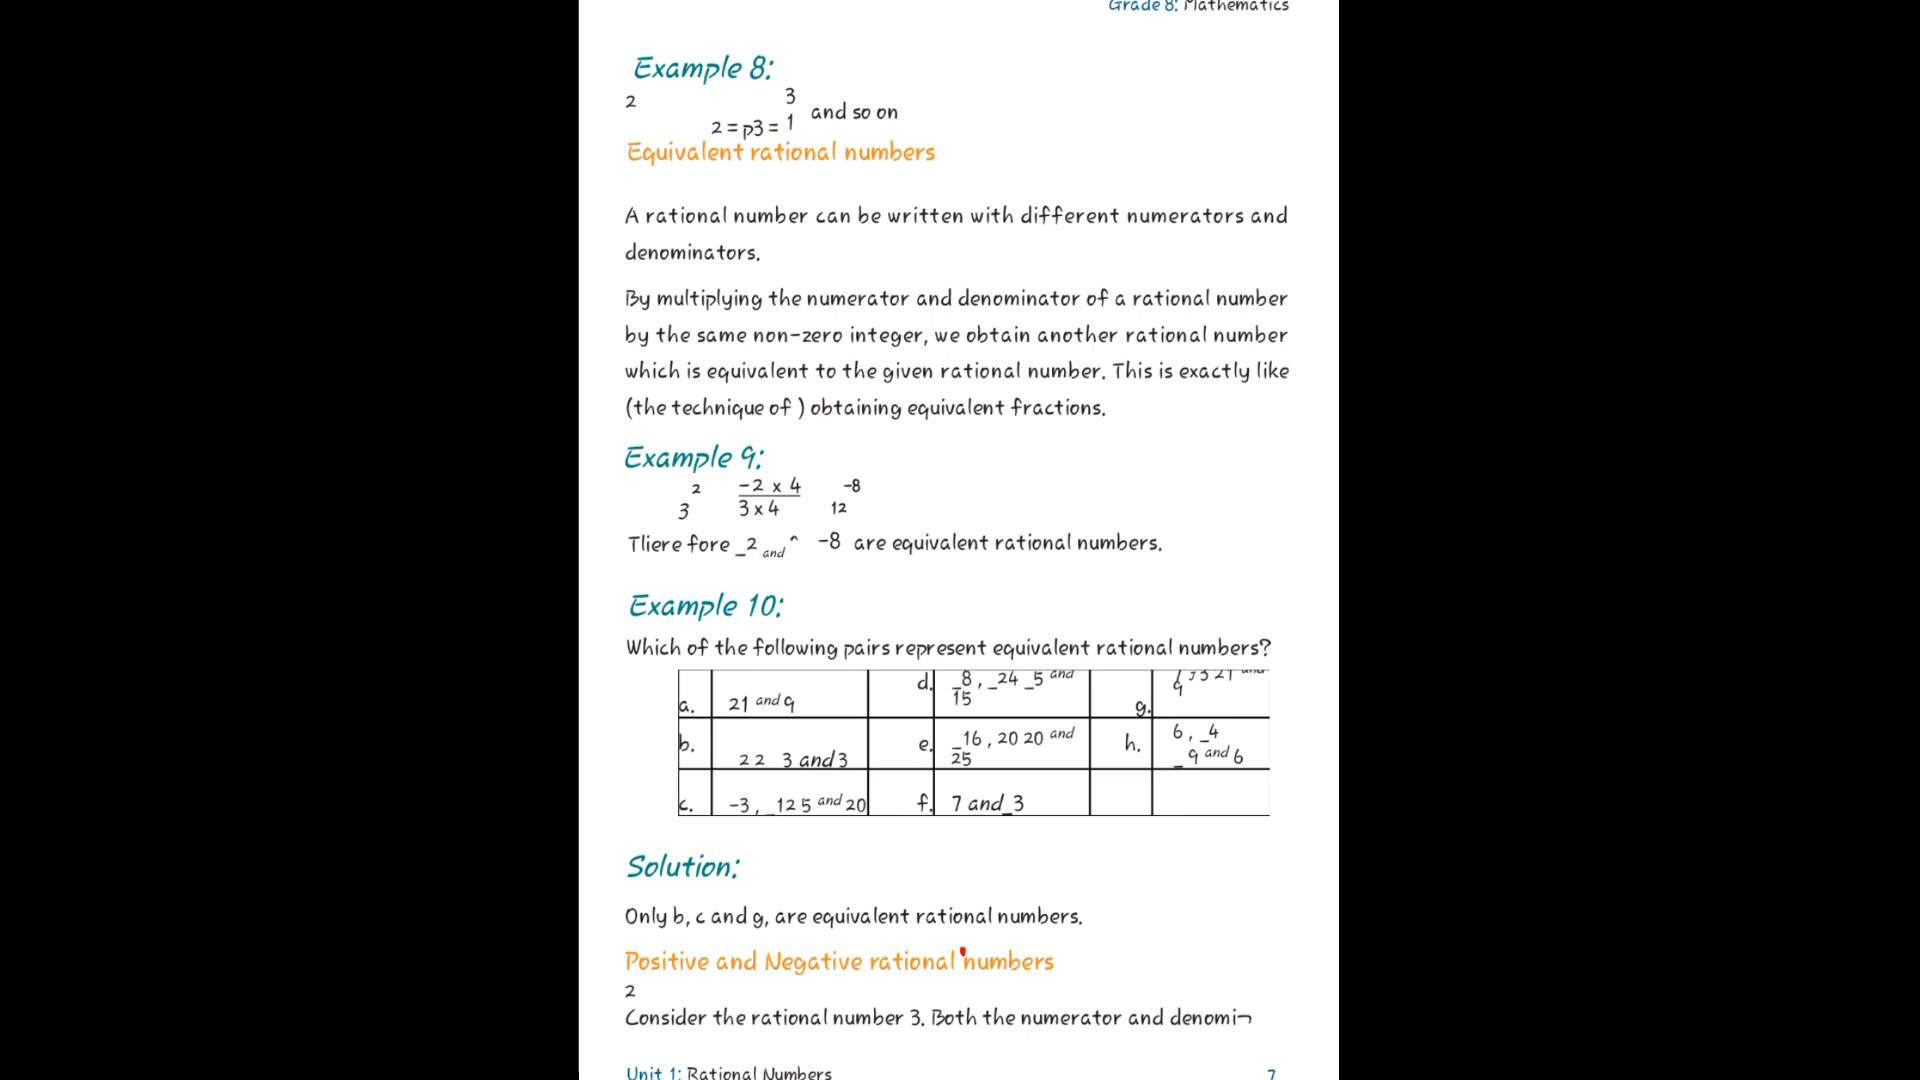 Grade 8: Mathematics
Example 8:
2
3
2 = p3 = 1 and so on
Equivalent rational numbers
A rational number can be written with different numerators and
denominators.
By multiplying the numerator and denominator of a rational number
by the same non-zero integer, we obtain another rational number
which is equivalent to the given rational number. This is exactly like
(the technique of ) obtaining equivalent fractions.
Example 9:
2 -2 x 4 -8
3 3 x 4 12
Tliere fore _2 and ^ -8 are equivalent rational numbers.
Example 10:
Which of the following pairs represent equivalent rational numbers?
a. 21 and 9
d. _8 , _24 _5 and
15
g.
9
b. 2 2 3 and 3
e. _16 , 20 20 and
25
h. 6 , _4
_ 9 and 6
c. -3 , _12 5 and 20
f. 7 and_3
Solution:
Only b, c and g, are equivalent rational numbers.
Positive and Negative rational numbers
2
Consider the rational number 3. Both the numerator and denomi¬
Unit 1: Rational Numbers
7